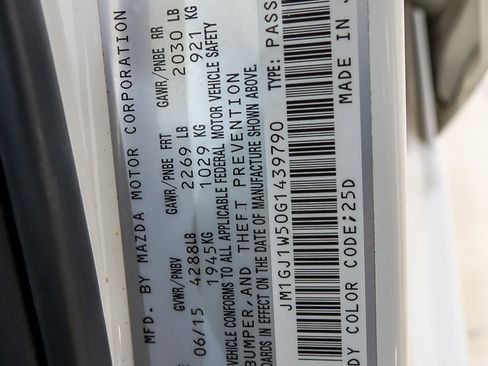 MFD. BY MAZDA MOTOR CORPORATION
GVWR/PNBV GAWR/PNBE FRT GAWR/PNBE RR
06/15 4288LB 2269 LB 2030 LB
1945KG 1029 KG 921 KG
VEHICLE CONFORMS TO ALL APPLICABLE FEDERAL MOTOR VEHICLE SAFETY
BUMPER, AND THEFT PREVENTION
IN EFFECT ON THE DATE OF MANUFACTURE SHOWN ABOVE.
JM1GJ1W50G1439790 TYPE: PASS
COLOR CODE;25D MADE IN